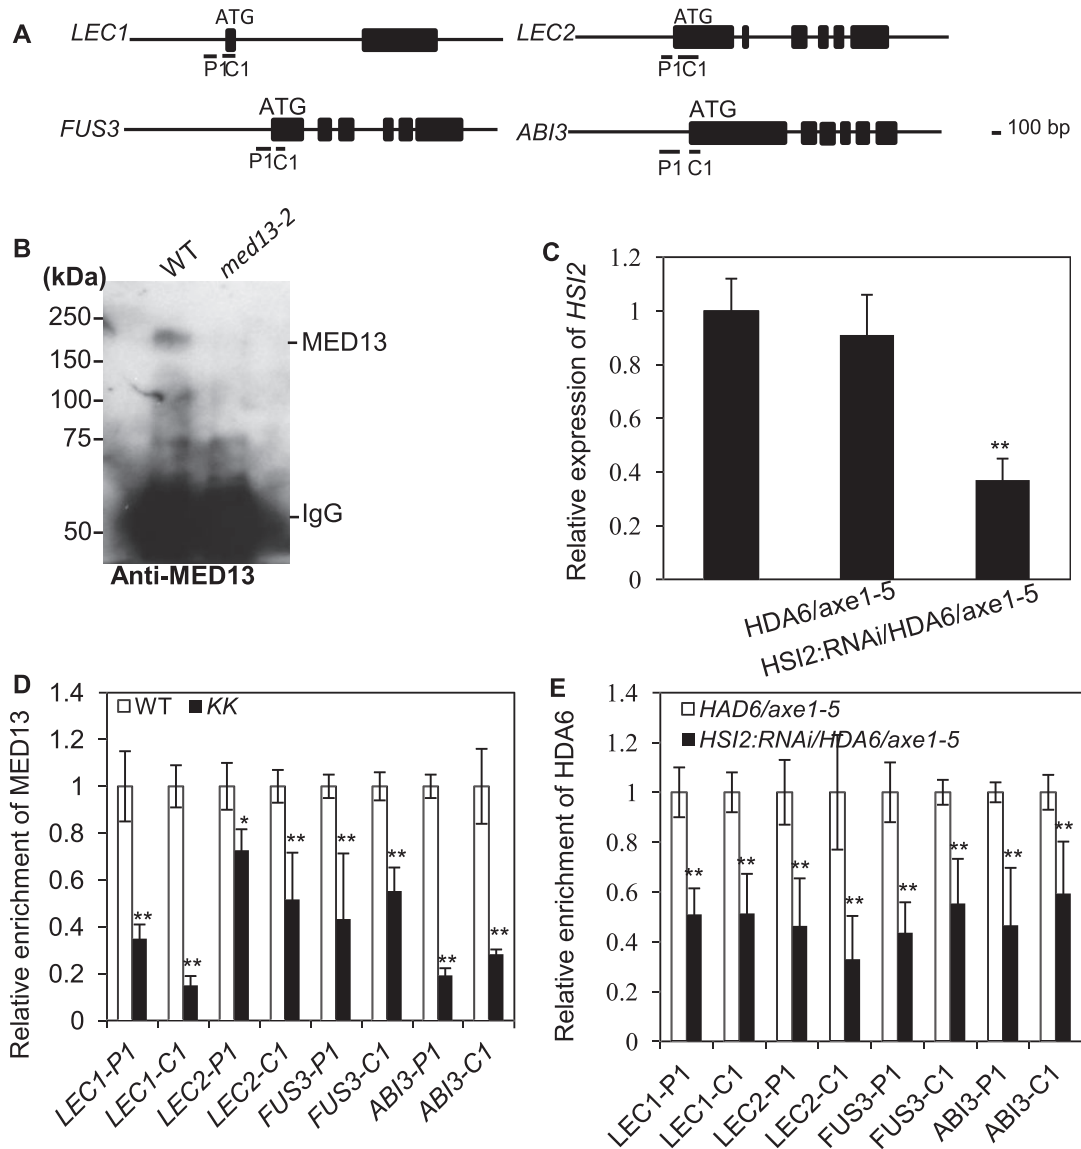 A
LEC1
ATG
P1C1
LEC2
ATG
P1C1
FUS3
ATG
P1C1
ABI3
ATG
P1 C1
100 bp
B
WT
med13-2
(kDa)
250
150
100
75
50
MED13
IgG
Anti-MED13
C
Relative expression of HSI2
1.2
1
0.8
0.6
0.4
0.2
0
**
HDA6/axe1-5
HSI2:RNAi/HDA6/axe1-5
D
Relative enrichment of MED13
1.4
1.2
1
0.8
0.6
0.4
0.2
0
WT KK
**
**
*
**
**
**
**
**
LEC1-P1
LEC1-C1
LEC2-P1
LEC2-C1
FUS3-P1
FUS3-C1
ABI3-P1
ABI3-C1
E
Relative enrichment of HDA6
1.4
1.2
1
0.8
0.6
0.4
0.2
0
HAD6/axe1-5
HSI2:RNAi/HDA6/axe1-5
**
**
**
**
**
**
**
**
LEC1-P1
LEC1-C1
LEC2-P1
LEC2-C1
FUS3-P1
FUS3-C1
ABI3-P1
ABI3-C1